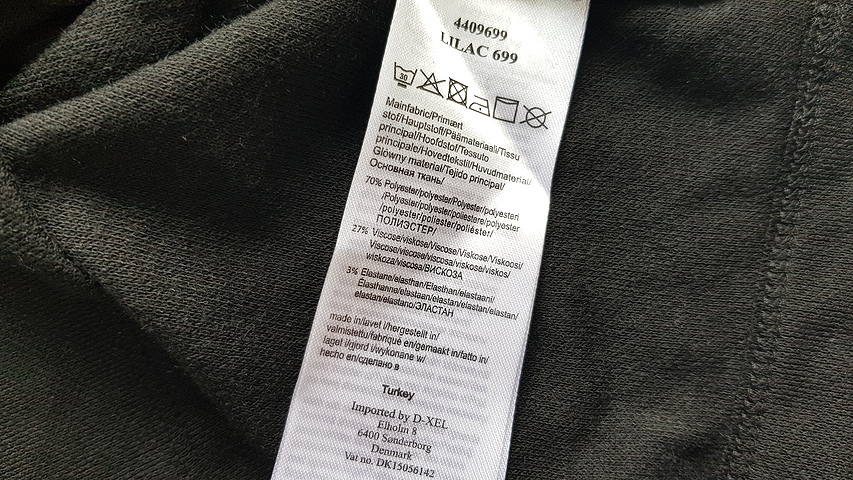 4409699
LILAC 699
30
Mainfabric/Primært
stof/Hauptstoff/Päämateriaali/Tissu
principal/Hoofdstof/Tessuto
principale/Hovedtekstil/Huvudmaterial/
Główny material/Tejido principal/
Основная ткань/
70% Polyester/polyester/Polyester/polyesteri
/Polyester/polyester/poliestere/polyester
/polyester/poliester/poliéster/
ПОЛИЭСТЕР/
27% Viscose/viskose/Viscose/Viskose/Viskoosi/
Viscose/viscose/viscosa/viskose/viskos/
wiskoza/viscosa/ВИСКОЗА
3% Elastane/elasthan/Elasthan/elastaani/
Élasthanne/elastaan/elastan/elastan/elastan/
elastan/elastano/ЭЛАСТАН
made in/lavet i/hergestellt in/
valmistettu/fabriqué en/gemaakt in/fatto in/
laget i/gjord i/wykonane w/
hecho en/сделано в
Turkey
Imported by D-XEL
Elholm 8
6400 Sønderborg
Denmark
Vat no. DK15056142